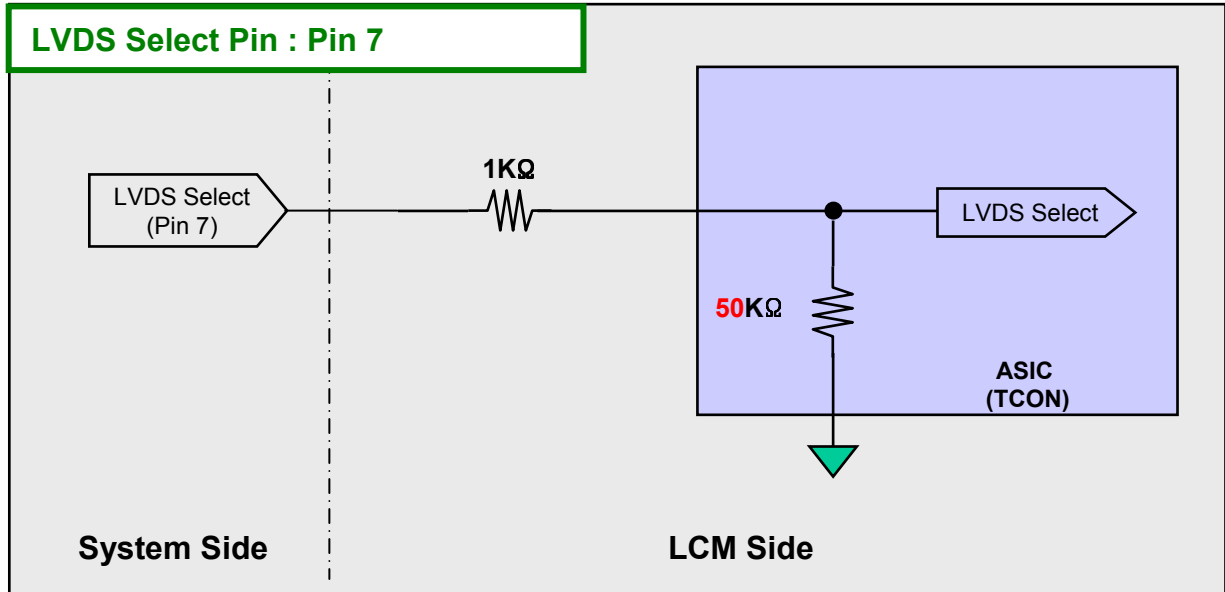 LVDS Select Pin : Pin 7
1KΩ
LVDS Select
(Pin 7)
LVDS Select
50KΩ
ASIC
(TCON)
System Side
LCM Side